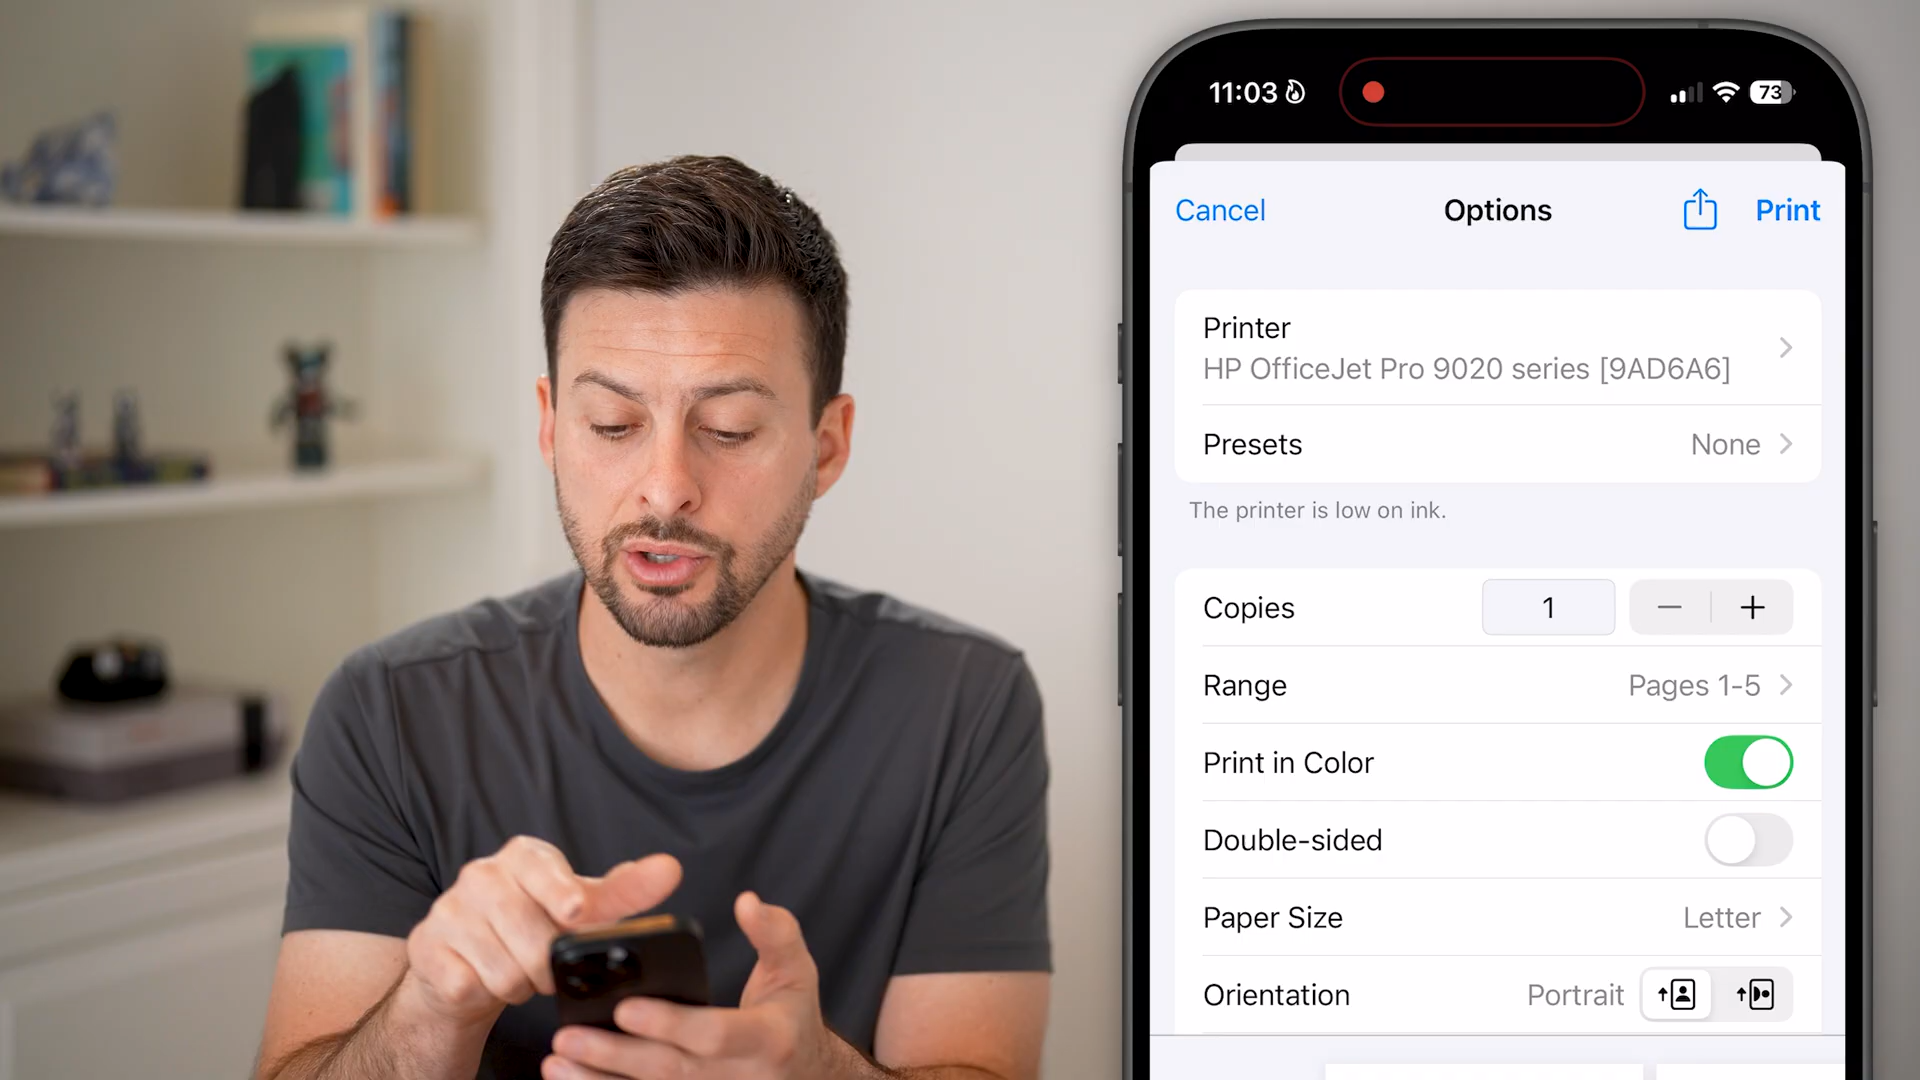 11:03
73
Cancel
Options
Print
Printer
HP OfficeJet Pro 9020 series [9AD6A6]
Presets
None
The printer is low on ink.
Copies
1
Range
Pages 1-5
Print in Color
Double-sided
Paper Size
Letter
Orientation
Portrait